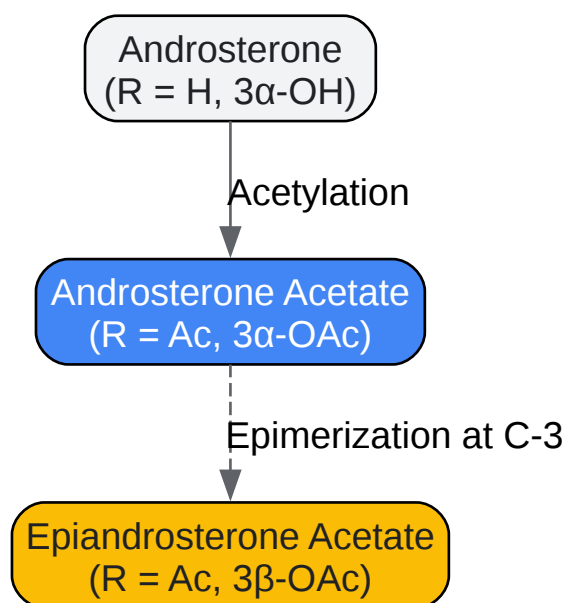 Androsterone
(R = H, 3α-OH)
Acetylation
Androsterone Acetate
(R = Ac, 3α-OAc)
Epimerization at C-3
Epiandrosterone Acetate
(R = Ac, 3β-OAc)